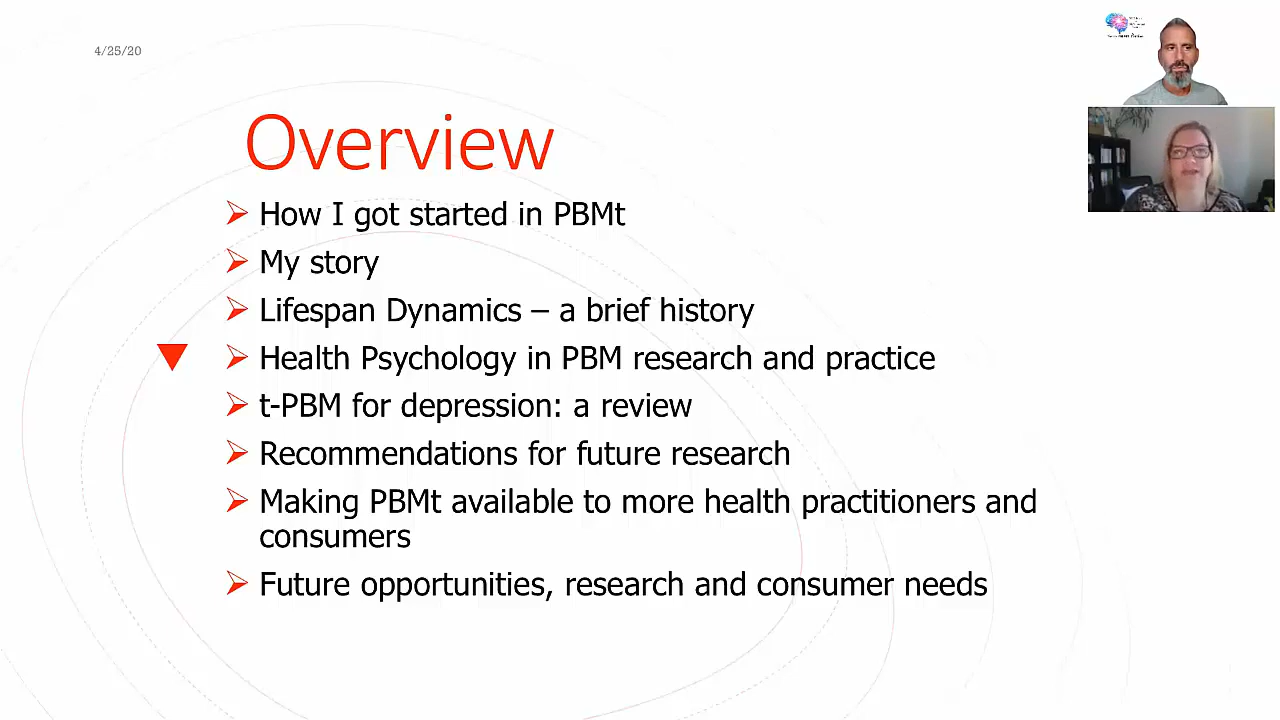 4/25/20
Overview
How I got started in PBMt
My story
Lifespan Dynamics – a brief history
Health Psychology in PBM research and practice
t-PBM for depression: a review
Recommendations for future research
Making PBMt available to more health practitioners and
consumers
Future opportunities, research and consumer needs